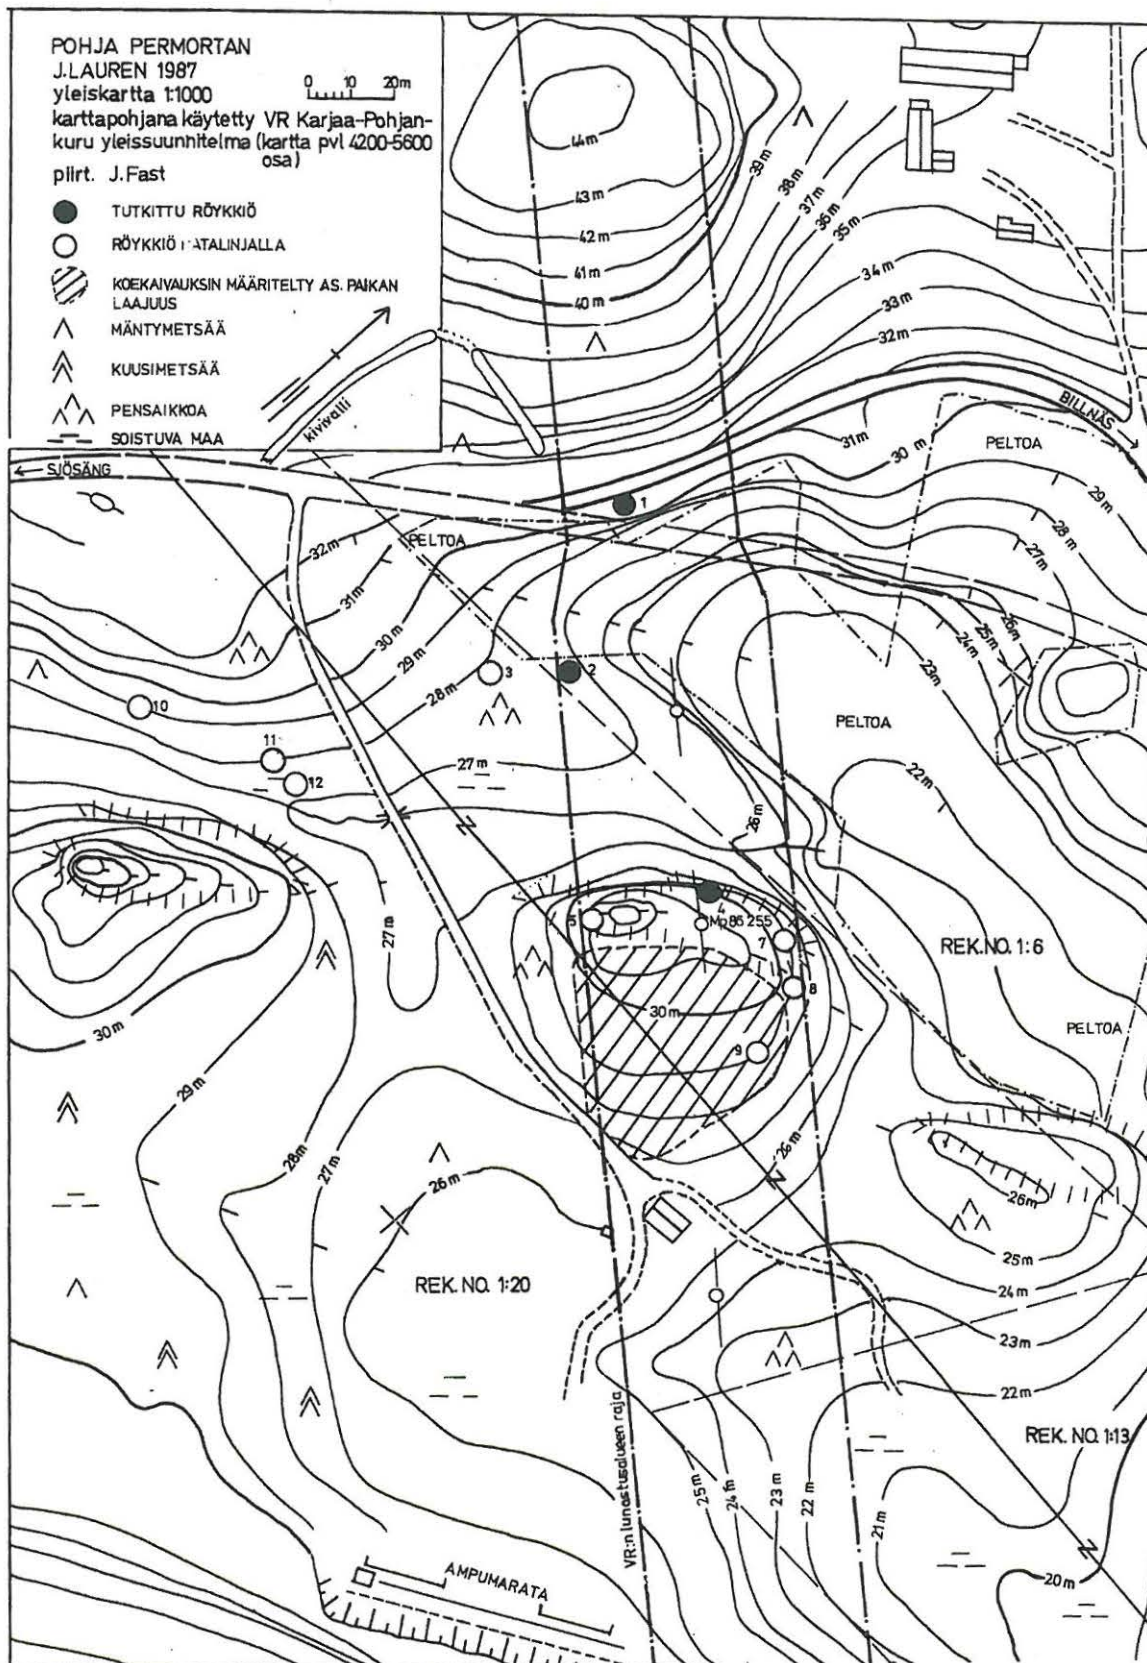 POHJA PERMORTAN
J.LAUREN 1987
yleiskartta 1:1000
0 10 20m
karttapohjana käytetty VR Karjaa-Pohjan-
kuru yleissuunnitelma (kartta pvl 4200-5600
osa)
piirt. J.Fast
TUTKITTU RÖYKKIÖ
RÖYKKIÖ
KOEKAIVAUKSIN MÄÄRITELTY AS. PAIKAN
LAAJUUS
MÄNTYMETSÄÄ
KUUSIMETSÄÄ
PENSAIKKOA
SOISTUVA MAA
kivivalli
44m
43m
42m
41m
40m
39m
38m
37m
36m
35m
34m
33m
32m
31m
30 m
BILLNÄS
PELTOA
SJÖSÄNG
1
29m
28m
27m
32m
PELTOA
31m
30m
29m
28m
26m
25m
24m
23m
3
2
10
11
12
27m
PELTOA
22m
26m
27m
5
4
Mp 86 255
7
8
REK.NO. 1:6
30m
9
PELTOA
30m
29m
28m
27m
26m
26m
26m
25m
24m
23m
22m
REK.NO. 1:20
REK.NO. 1:13
VR:n lunastusalueen raja
25m
24m
23m
22m
21m
20m
AMPUMARATA